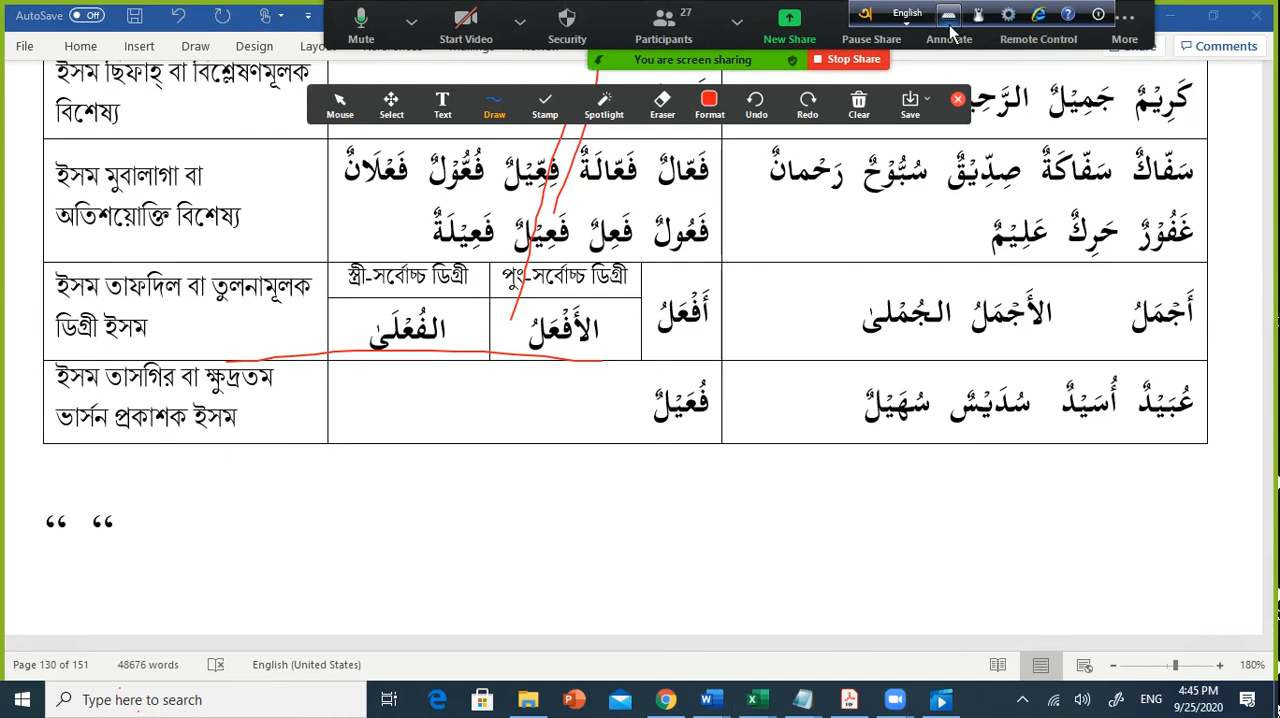 AutoSave Off
Mute
Start Video
Security
27
Participants
New Share
Pause Share
Annotate
Remote Control
More
English
File Home Insert Draw Design
Comments
You are screen sharing
Stop Share
Mouse Select Text Draw Stamp Spotlight Eraser Format Undo Redo Clear Save
ইসম ছিফাহ্ বা বিশ্লেষণমূলক
বিশেষ্য
كَرِيْمٌ جَمِيْلٌ
ইসম মুবালাগা বা
অতিশয়োক্তি বিশেষ্য
فَعّالٌ فَعّالَةٌ فِعِّيْلٌ فُعُّوْلٌ فَعْلَانٌ
فَعُولٌ فَعِلٌ فَعِيْلٌ فَعِيْلَةٌ
سَفّاكٌ سَفّاكَةٌ صِدِّيْقٌ سُبُّوْحٌ رَحْمانٌ
غَفُوْرٌ حَرِكٌ عَلِيْمٌ
ইসম তাফদিল বা তুলনামূলক
ডিগ্রী ইসম
স্ত্রী-সর্বোচ্চ ডিগ্রী
পুং-সর্বোচ্চ ডিগ্রী
الفُعْلَىٰ
الأَفْعَلُ
أَفْعَلُ
أَجْمَلُ الأَجْمَلُ الجُمْلىٰ
ইসম তাসগির বা ক্ষুদ্রতম
ভার্সন প্রকাশক ইসম
فُعَيْلٌ
عُبَيْدٌ أُسَيْدٌ سُدَيْسٌ سُهَيْلٌ
“ “
Page 130 of 151 48676 words English (United States) 180%
Type here to search
ENG
4:45 PM
9/25/2020